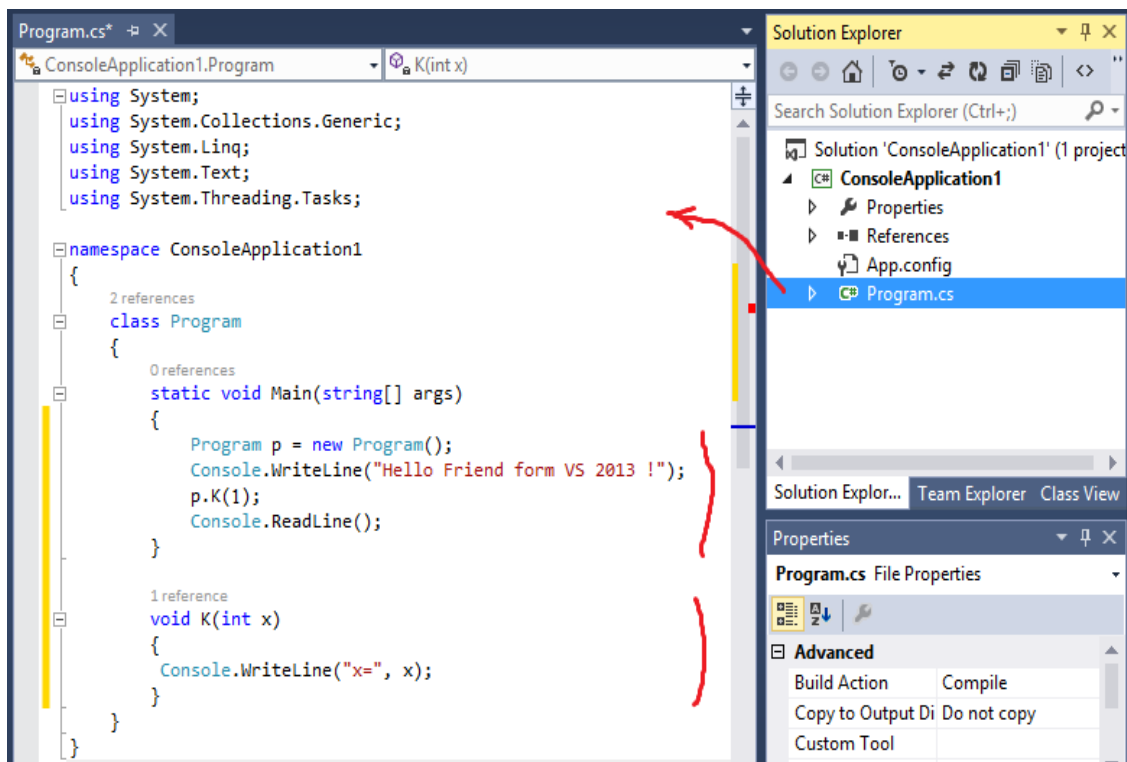 Program.cs*
ConsoleApplication1.Program
K(int x)
using System;
using System.Collections.Generic;
using System.Linq;
using System.Text;
using System.Threading.Tasks;
namespace ConsoleApplication1
{
2 references
class Program
{
0 references
static void Main(string[] args)
{
Program p = new Program();
Console.WriteLine("Hello Friend form VS 2013 !");
p.K(1);
Console.ReadLine();
}
1 reference
void K(int x)
{
Console.WriteLine("x=", x);
}
}
}
Solution Explorer
Search Solution Explorer (Ctrl+;)
Solution 'ConsoleApplication1' (1 project
C# ConsoleApplication1
Properties
References
App.config
C# Program.cs
Solution Explor... Team Explorer Class View
Properties
Program.cs File Properties
Advanced
Build Action Compile
Copy to Output Di Do not copy
Custom Tool